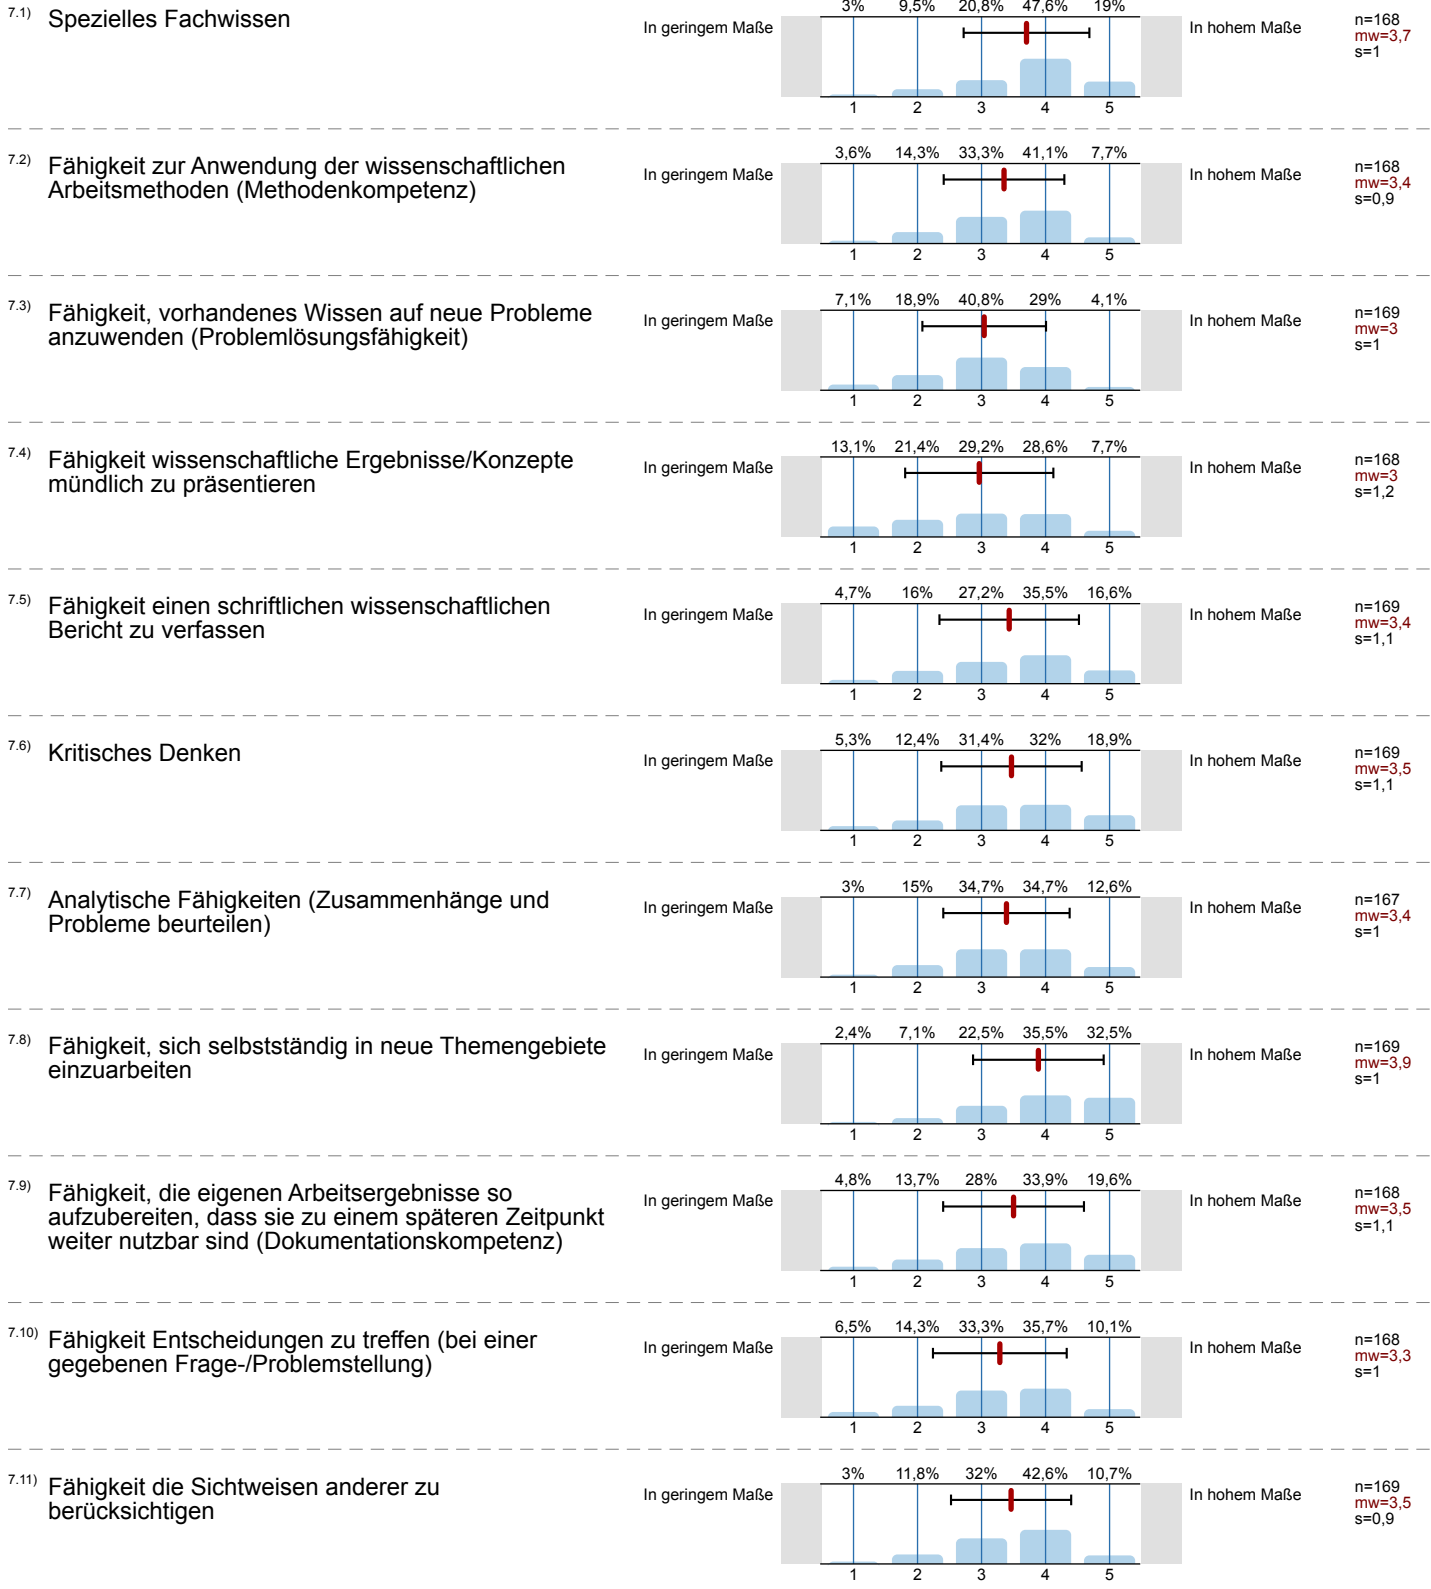 7.1) Spezielles Fachwissen
In geringem Maße
3% 9,5% 20,8% 47,6% 19%
1 2 3 4 5
In hohem Maße
n=168
mw=3,7
s=1
7.2) Fähigkeit zur Anwendung der wissenschaftlichen
Arbeitsmethoden (Methodenkompetenz)
In geringem Maße
3,6% 14,3% 33,3% 41,1% 7,7%
1 2 3 4 5
In hohem Maße
n=168
mw=3,4
s=0,9
7.3) Fähigkeit, vorhandenes Wissen auf neue Probleme
anzuwenden (Problemlösungsfähigkeit)
In geringem Maße
7,1% 18,9% 40,8% 29% 4,1%
1 2 3 4 5
In hohem Maße
n=169
mw=3
s=1
7.4) Fähigkeit wissenschaftliche Ergebnisse/Konzepte
mündlich zu präsentieren
In geringem Maße
13,1% 21,4% 29,2% 28,6% 7,7%
1 2 3 4 5
In hohem Maße
n=168
mw=3
s=1,2
7.5) Fähigkeit einen schriftlichen wissenschaftlichen
Bericht zu verfassen
In geringem Maße
4,7% 16% 27,2% 35,5% 16,6%
1 2 3 4 5
In hohem Maße
n=169
mw=3,4
s=1,1
7.6) Kritisches Denken
In geringem Maße
5,3% 12,4% 31,4% 32% 18,9%
1 2 3 4 5
In hohem Maße
n=169
mw=3,5
s=1,1
7.7) Analytische Fähigkeiten (Zusammenhänge und
Probleme beurteilen)
In geringem Maße
3% 15% 34,7% 34,7% 12,6%
1 2 3 4 5
In hohem Maße
n=167
mw=3,4
s=1
7.8) Fähigkeit, sich selbstständig in neue Themengebiete
einzuarbeiten
In geringem Maße
2,4% 7,1% 22,5% 35,5% 32,5%
1 2 3 4 5
In hohem Maße
n=169
mw=3,9
s=1
7.9) Fähigkeit, die eigenen Arbeitsergebnisse so
aufzubereiten, dass sie zu einem späteren Zeitpunkt
weiter nutzbar sind (Dokumentationskompetenz)
In geringem Maße
4,8% 13,7% 28% 33,9% 19,6%
1 2 3 4 5
In hohem Maße
n=168
mw=3,5
s=1,1
7.10) Fähigkeit Entscheidungen zu treffen (bei einer
gegebenen Frage-/Problemstellung)
In geringem Maße
6,5% 14,3% 33,3% 35,7% 10,1%
1 2 3 4 5
In hohem Maße
n=168
mw=3,3
s=1
7.11) Fähigkeit die Sichtweisen anderer zu
berücksichtigen
In geringem Maße
3% 11,8% 32% 42,6% 10,7%
1 2 3 4 5
In hohem Maße
n=169
mw=3,5
s=0,9